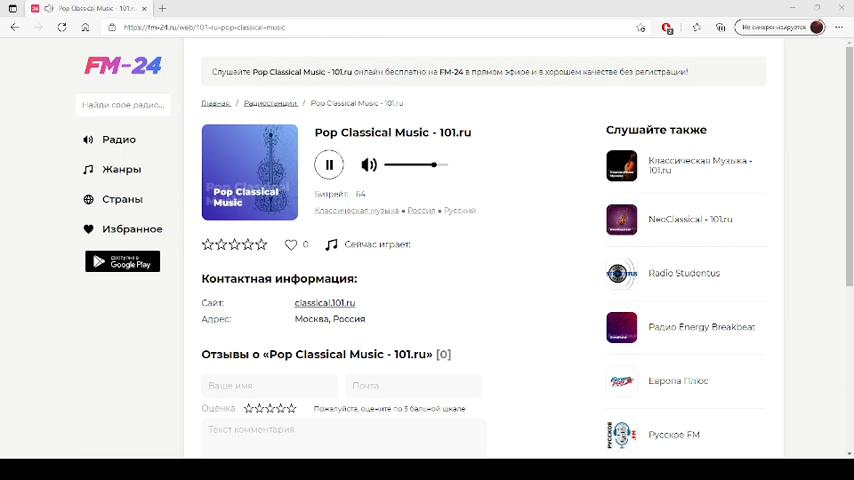 Pop Classical Music - 101.ru
https://fm-24.ru/web/101-ru-pop-classical-music
Не синхронизируется
FM-24
Найди свое радио...
Радио
Жанры
Страны
Избранное
ДОСТУПНО В
Google Play
Слушайте Pop Classical Music - 101.ru онлайн бесплатно на FM-24 в прямом эфире и в хорошем качестве без регистрации!
Главная / Радиостанции / Pop Classical Music - 101.ru
Pop Classical
Music
Pop Classical Music - 101.ru
Битрейт: 64
Классическая музыка • Россия • Русский
0
Сейчас играет:
Контактная информация:
Сайт: classical.101.ru
Адрес: Москва, Россия
Отзывы о «Pop Classical Music - 101.ru» [0]
Ваше имя
Почта
Оценка
Пожалуйста, оцените по 5 бальной шкале
Текст комментария
Слушайте также
Классическая Музыка -
101.ru
NeoClassical - 101.ru
Radio Studentus
Радио Energy Breakbeat
Европа Плюс
Русское FM